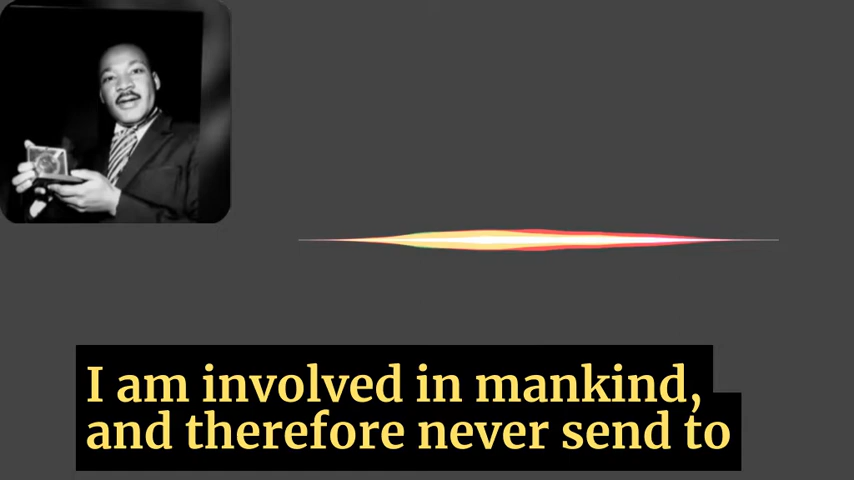 I am involved in mankind,
and therefore never send to